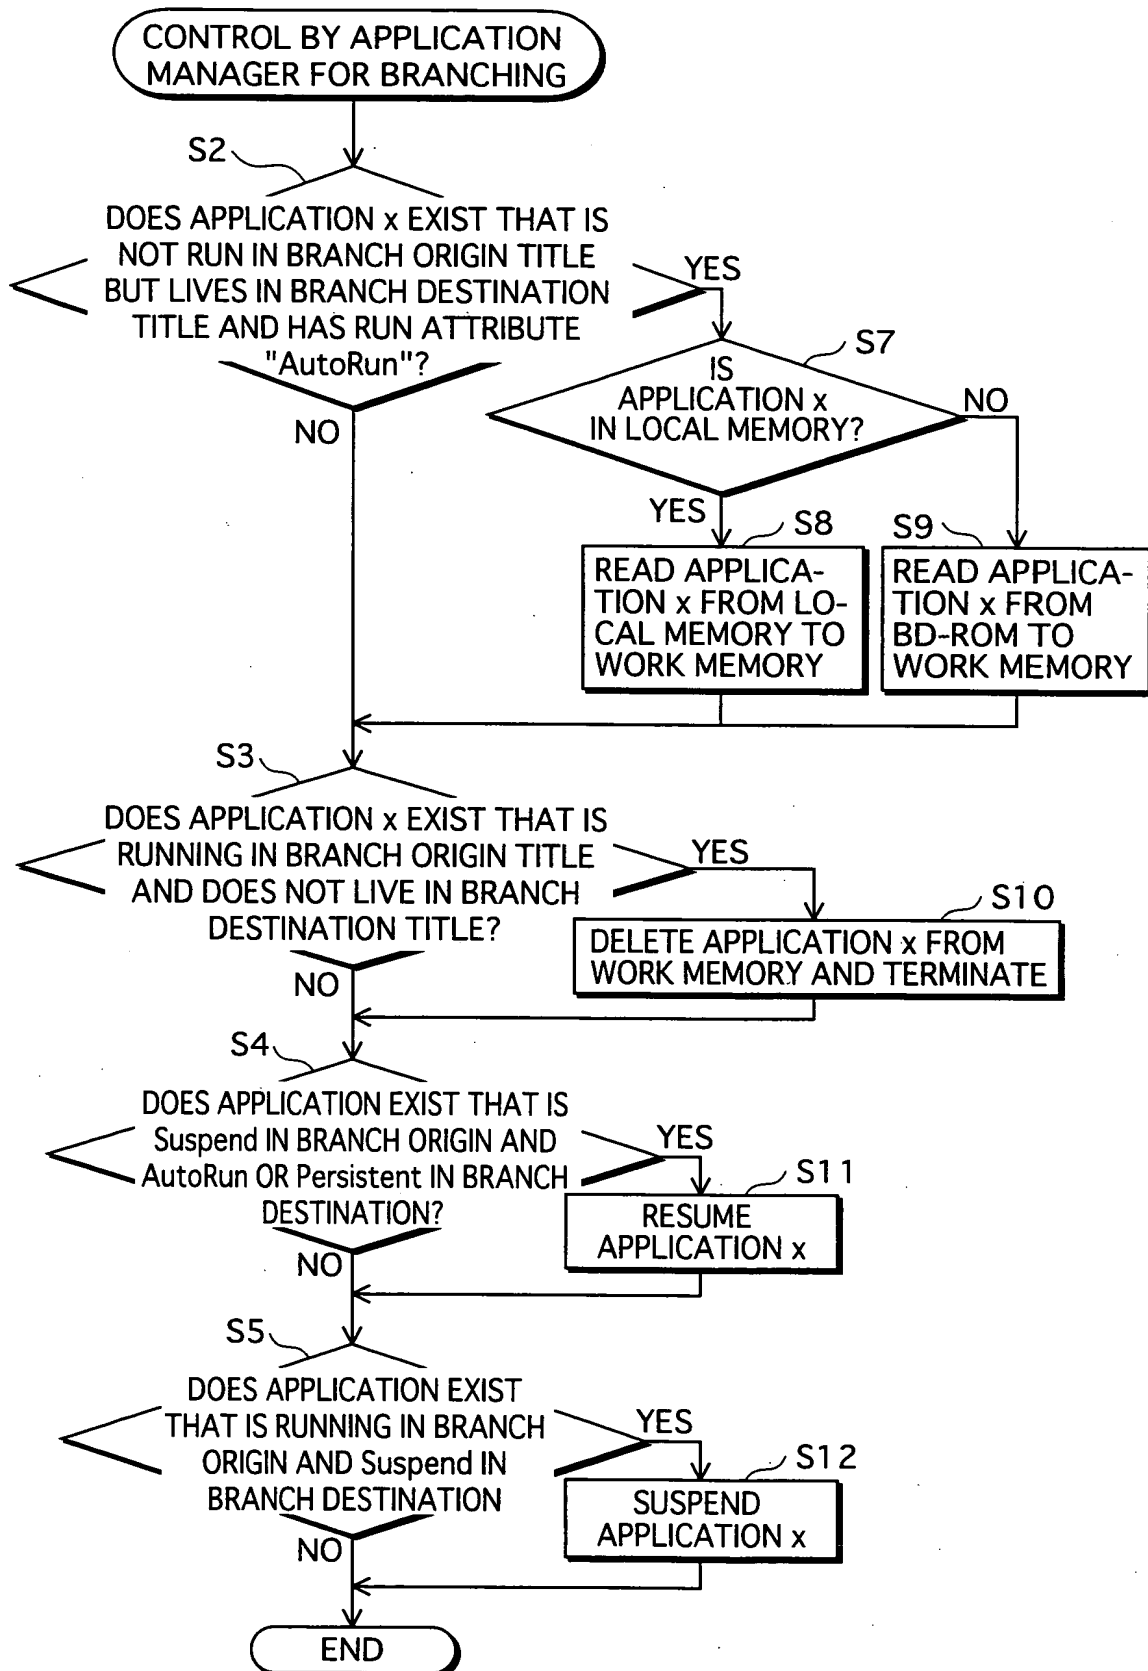 CONTROL BY APPLICATION
MANAGER FOR BRANCHING
S2
DOES APPLICATION x EXIST THAT IS
NOT RUN IN BRANCH ORIGIN TITLE
BUT LIVES IN BRANCH DESTINATION
TITLE AND HAS RUN ATTRIBUTE
"AutoRun"?
YES
NO
S7
IS
APPLICATION x
IN LOCAL MEMORY?
NO
YES
S8
READ APPLICA-
TION x FROM LO-
CAL MEMORY TO
WORK MEMORY
S9
READ APPLICA-
TION x FROM
BD-ROM TO
WORK MEMORY
S3
DOES APPLICATION x EXIST THAT IS
RUNNING IN BRANCH ORIGIN TITLE
AND DOES NOT LIVE IN BRANCH
DESTINATION TITLE?
YES
NO
S10
DELETE APPLICATION x FROM
WORK MEMORY AND TERMINATE
S4
DOES APPLICATION EXIST THAT IS
Suspend IN BRANCH ORIGIN AND
AutoRun OR Persistent IN BRANCH
DESTINATION?
YES
NO
S11
RESUME
APPLICATION x
S5
DOES APPLICATION EXIST
THAT IS RUNNING IN BRANCH
ORIGIN AND Suspend IN
BRANCH DESTINATION
YES
NO
S12
SUSPEND
APPLICATION x
END